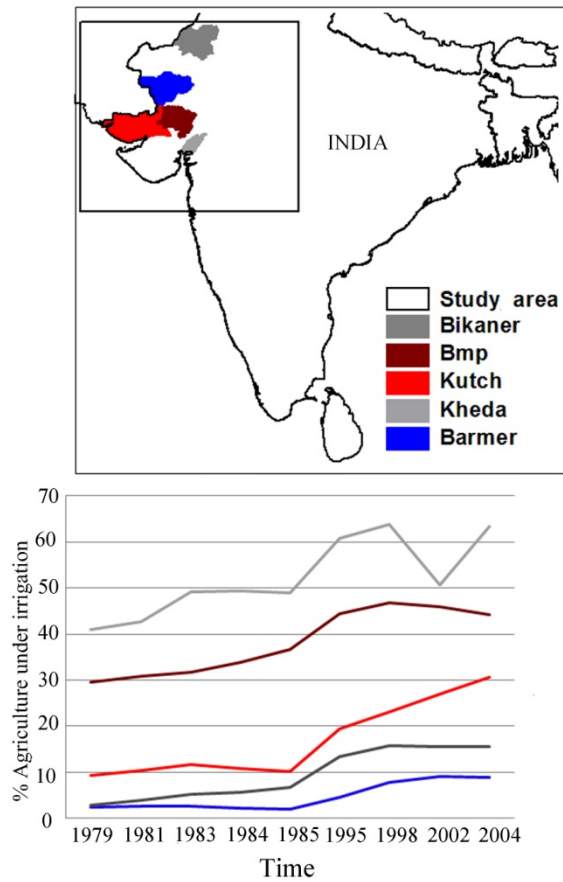 INDIA
Study area
Bikaner
Bmp
Kutch
Kheda
Barmer
70
60
50
40
30
20
10
0
% Agriculture under irrigation
1979 1981 1983 1984 1985 1995 1998 2002 2004
Time